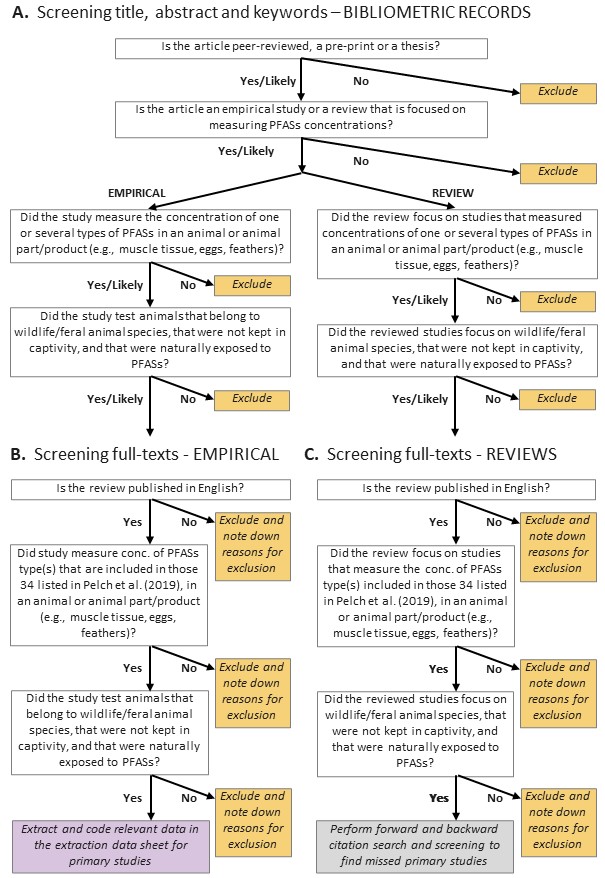 A. Screening title, abstract and keywords – BIBLIOMETRIC RECORDS
Is the article peer-reviewed, a pre-print or a thesis?
Yes/Likely
No
Exclude
Is the article an empirical study or a review that is focused on
measuring PFASs concentrations?
Yes/Likely
No
Exclude
EMPIRICAL
REVIEW
Did the study measure the concentration of one
or several types of PFASs in an animal or animal
part/product (e.g., muscle tissue, eggs, feathers)?
Yes/Likely
No
Exclude
Did the study test animals that belong to
wildlife/feral animal species, that were not kept in
captivity, and that were naturally exposed to
PFASs?
Yes/Likely
No
Exclude
Did the review focus on studies that measured
concentrations of one or several types of PFASs in
an animal or animal part/product (e.g., muscle
tissue, eggs, feathers)?
Yes/Likely
No
Exclude
Did the reviewed studies focus on wildlife/feral
animal species, that were not kept in captivity,
and that were naturally exposed to PFASs?
Yes/Likely
No
Exclude
B. Screening full-texts - EMPIRICAL
Is the review published in English?
Yes
No
Exclude and
note down
reasons for
exclusion
Did study measure conc. of PFASs
type(s) that are included in those
34 listed in Pelch et al. (2019), in
an animal or animal part/product
(e.g., muscle tissue, eggs,
feathers)?
Yes
No
Exclude and
note down
reasons for
exclusion
Did the study test animals that
belong to wildlife/feral animal
species, that were not kept in
captivity, and that were naturally
exposed to PFASs?
Yes
No
Exclude and
note down
reasons for
exclusion
Extract and code relevant data in
the extraction data sheet for
primary studies
C. Screening full-texts - REVIEWS
Is the review published in English?
Yes
No
Exclude and
note down
reasons for
exclusion
Did the review focus on studies
that measure the conc. of PFASs
type(s) included in those 34 listed
in Pelch et al. (2019), in an animal
or animal part/product (e.g.,
muscle tissue, eggs, feathers)?
Yes
No
Exclude and
note down
reasons for
exclusion
Did the reviewed studies focus on
wildlife/feral animal species, that
were not kept in captivity, and
that were naturally exposed to
PFASs?
Yes
No
Exclude and
note down
reasons for
exclusion
Perform forward and backward
citation search and screening to
find missed primary studies